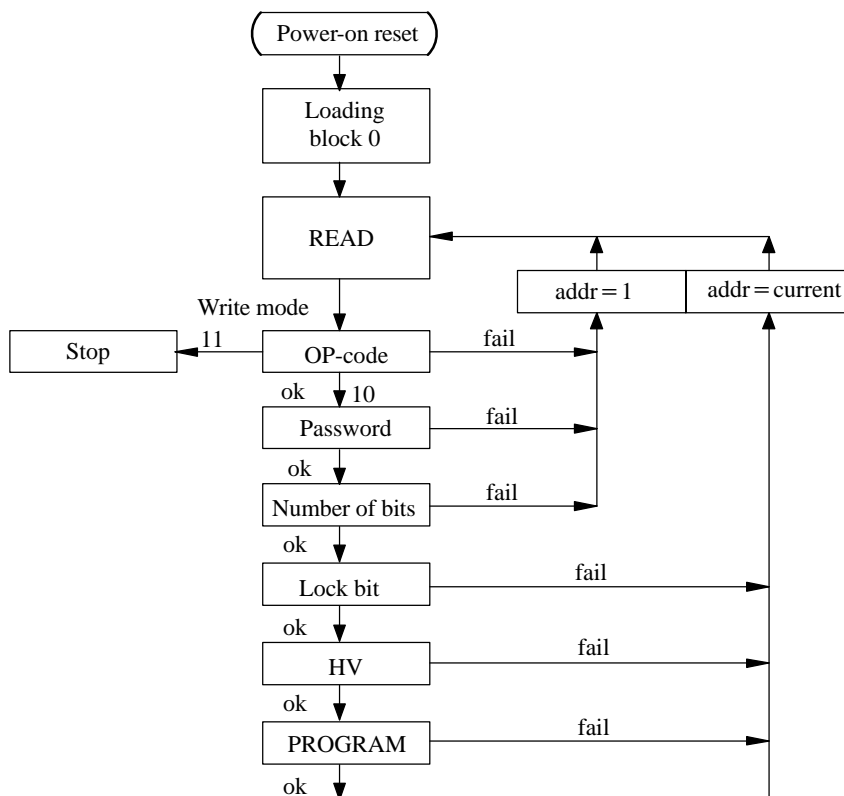 Power-on reset
Loading
block 0
READ
addr=1
addr=current
Write mode
Stop
11
OP-code
fail
ok
10
Password
fail
ok
Number of bits
fail
ok
Lock bit
fail
ok
HV
fail
ok
PROGRAM
fail
ok